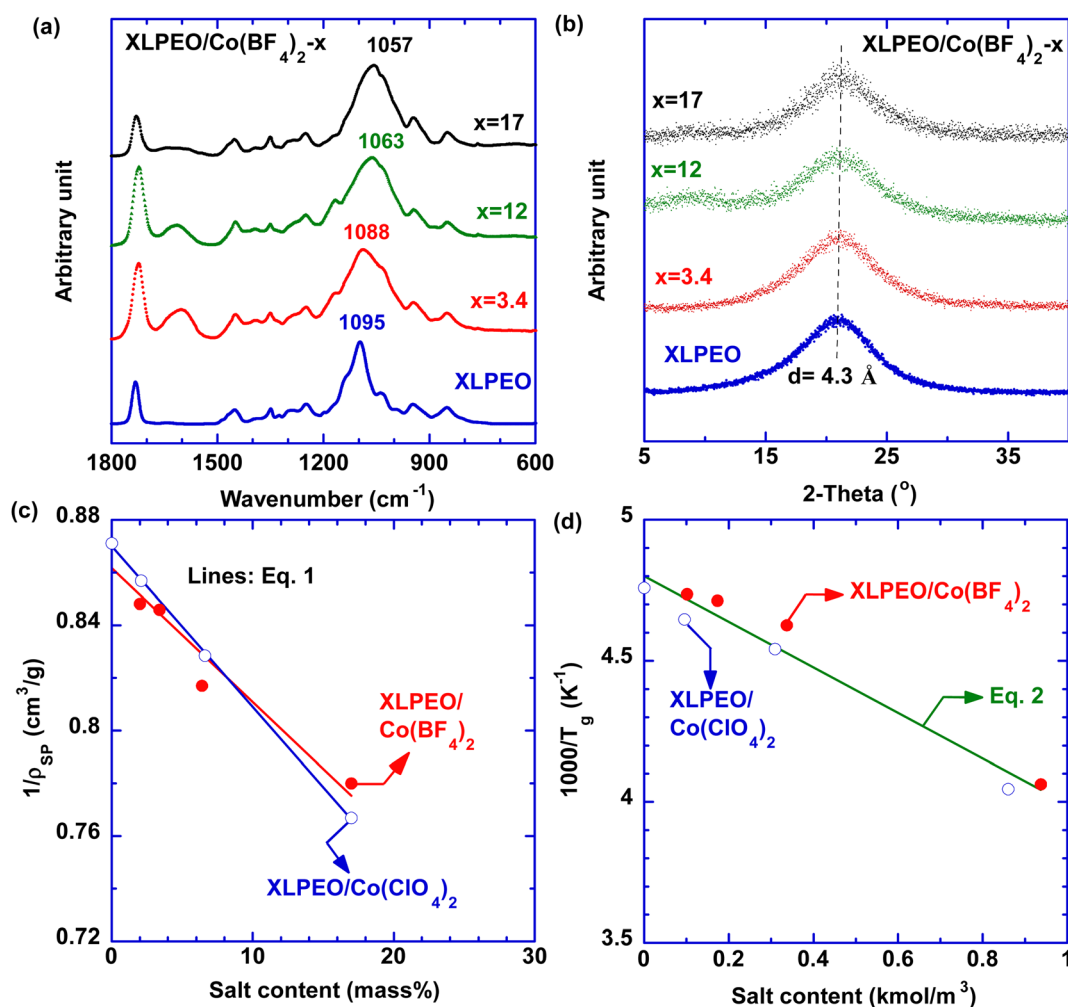 (a)
XLPEO/Co(BF₄)₂-x
1057
x=17
1063
x=12
1088
x=3.4
1095
XLPEO
Arbitrary unit
1800 1500 1200 900 600
Wavenumber (cm⁻¹)
(b)
XLPEO/Co(BF₄)₂-x
x=17
x=12
x=3.4
XLPEO
d= 4.3 Å
Arbitrary unit
5 15 25 35
2-Theta (°)
(c)
0.88
0.84
0.8
0.76
0.72
1/ρSP (cm³/g)
Lines: Eq. 1
XLPEO/
Co(BF₄)₂
XLPEO/Co(ClO₄)₂
0 10 20 30
Salt content (mass%)
(d)
5
4.5
4
3.5
1000/Tg (K⁻¹)
XLPEO/Co(BF₄)₂
XLPEO/
Co(ClO₄)₂
Eq. 2
0 0.2 0.4 0.6 0.8 1
Salt content (kmol/m³)